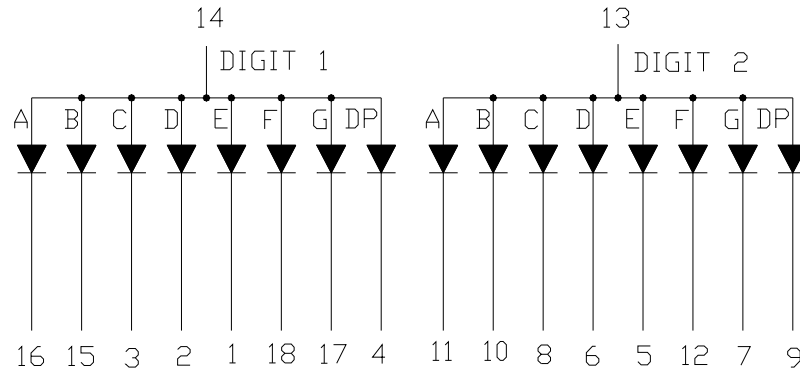 14 13
DIGIT 1 DIGIT 2
A B C D E F G DP A B C D E F G DP
16 15 3 2 1 18 17 4 11 10 8 6 5 12 7 9